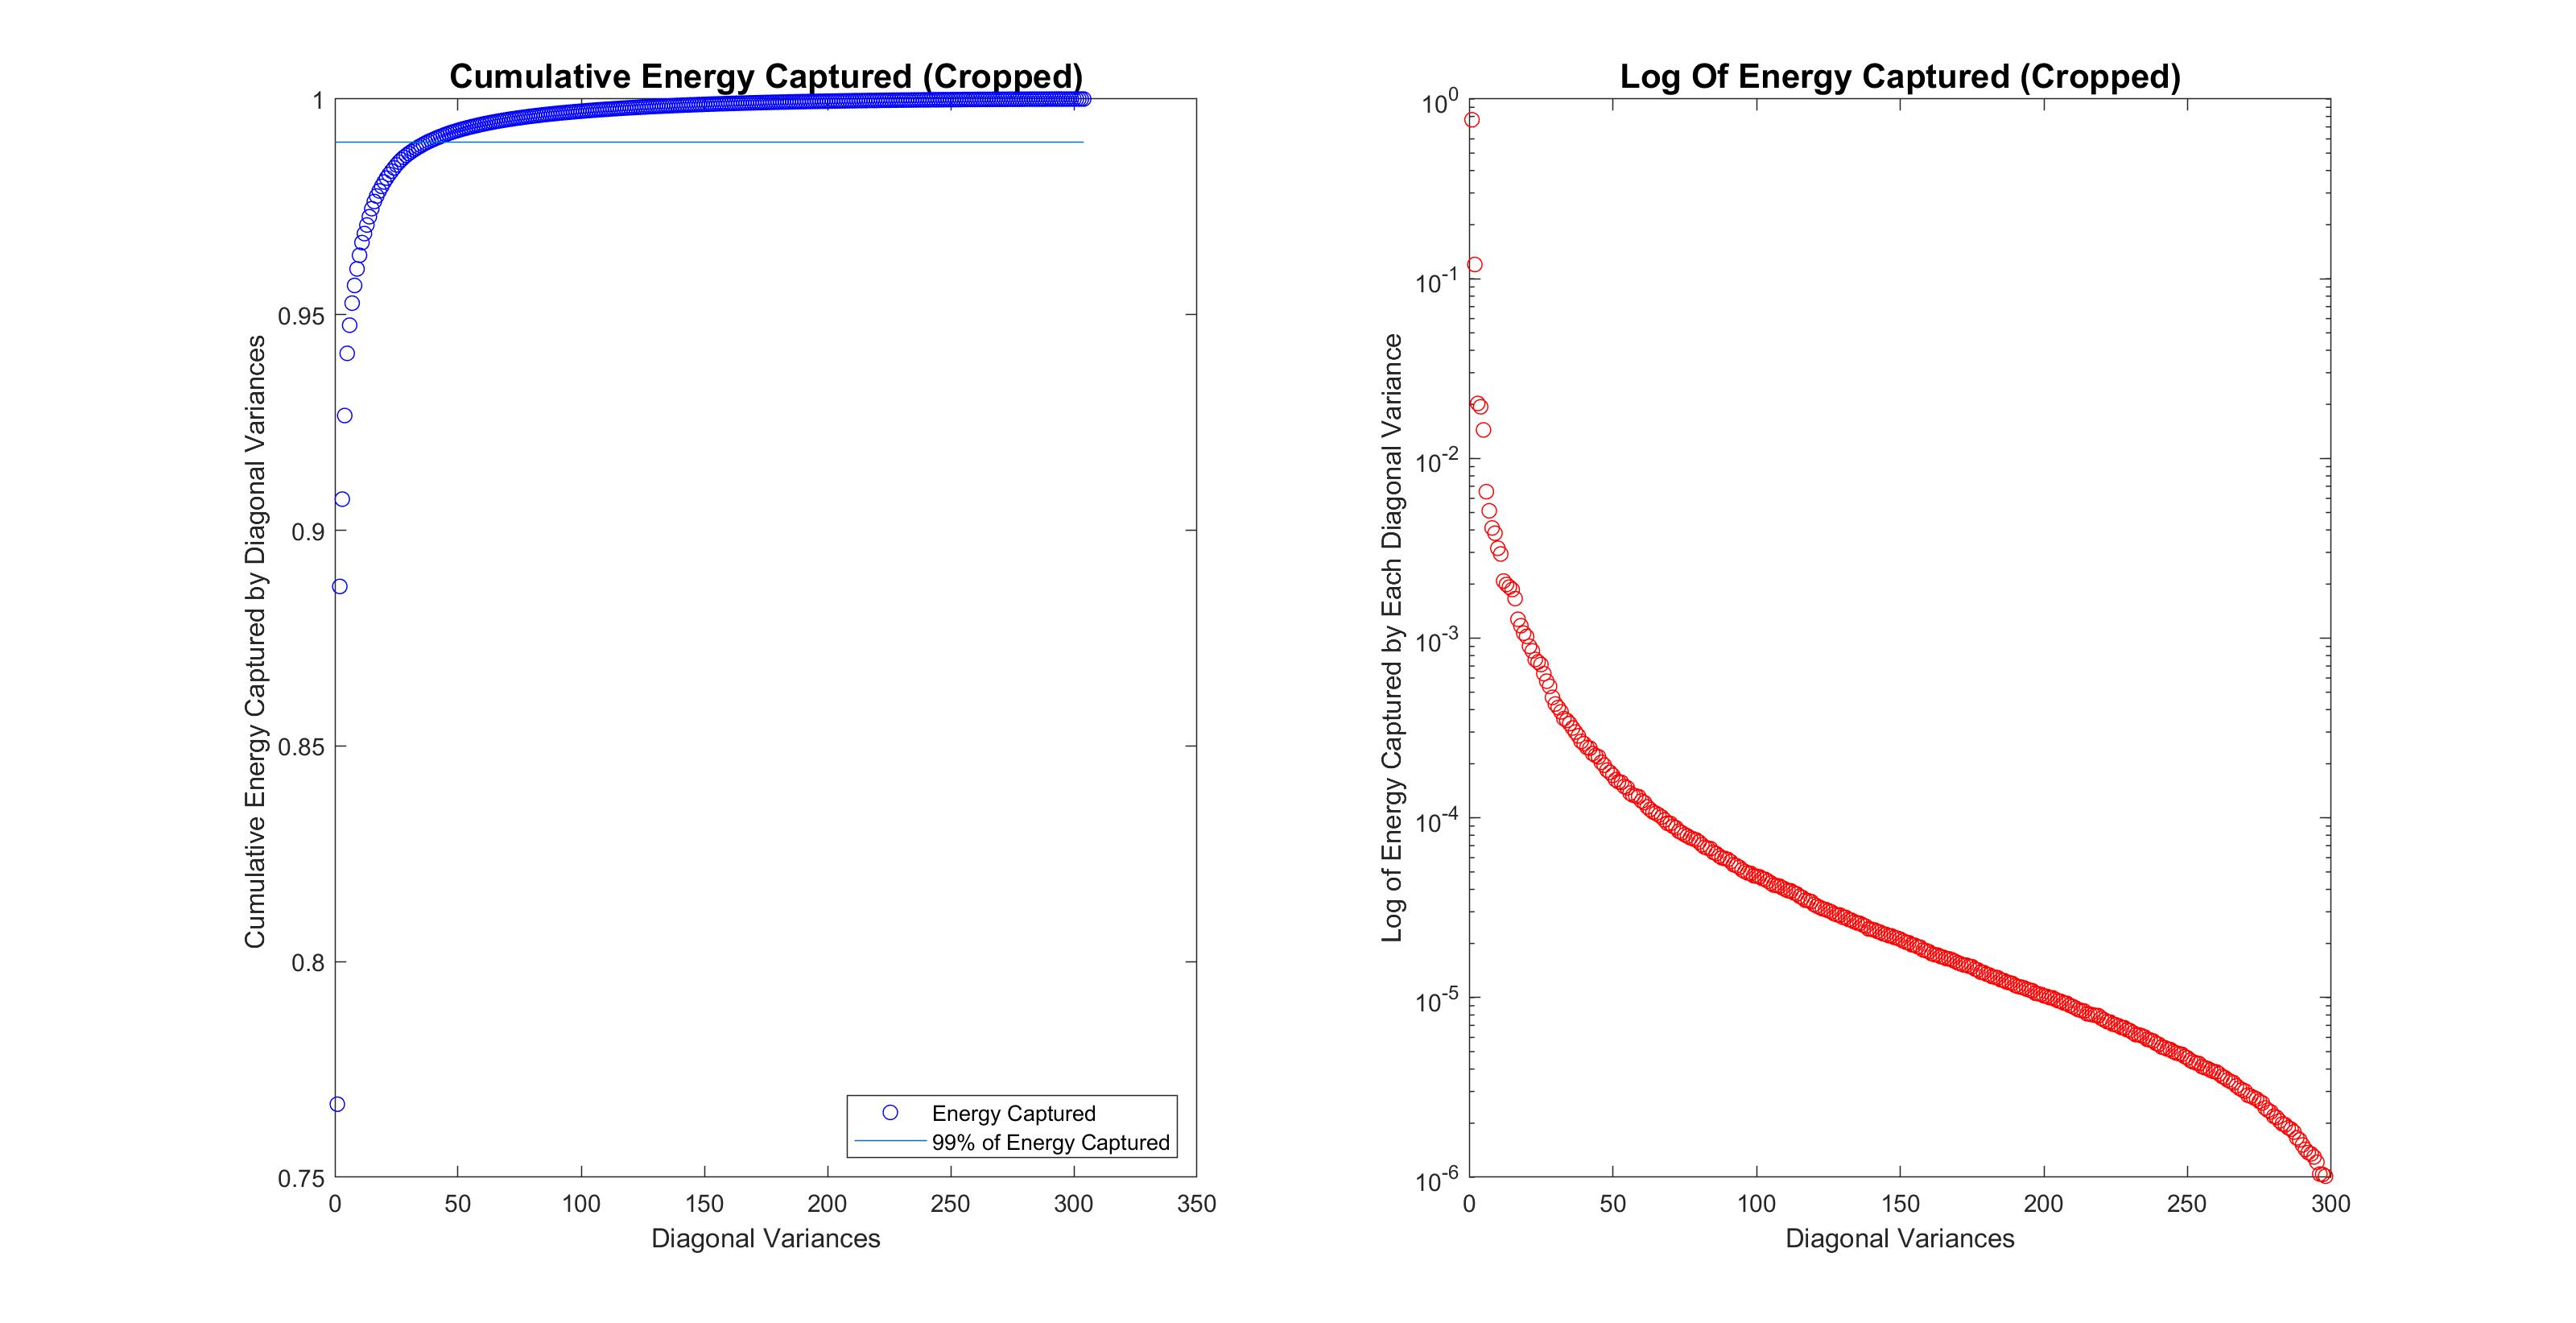 Cumulative Energy Captured (Cropped)
Cumulative Energy Captured by Diagonal Variances
1
0.95
0.9
0.85
0.8
0.75
0 50 100 150 200 250 300 350
Diagonal Variances
Energy Captured
99% of Energy Captured
Log Of Energy Captured (Cropped)
Log of Energy Captured by Each Diagonal Variance
10^0
10^-1
10^-2
10^-3
10^-4
10^-5
10^-6
0 50 100 150 200 250 300
Diagonal Variances